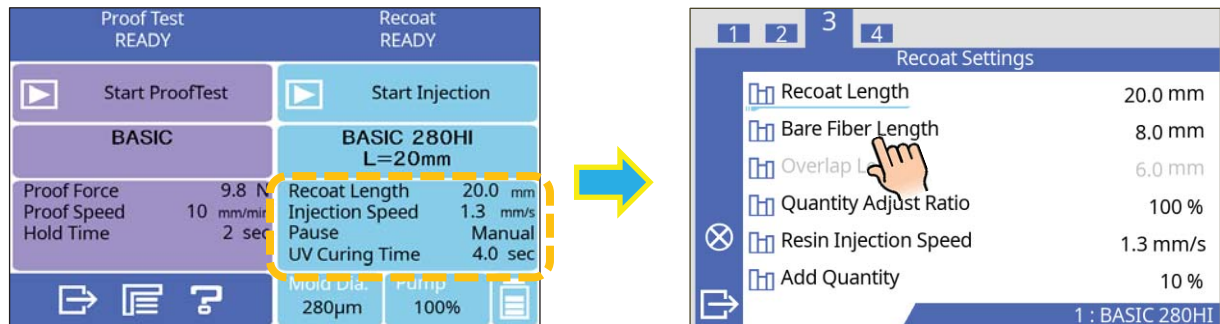 Proof Test
READY
Recoat
READY
Start ProofTest
Start Injection
BASIC
BASIC 280HI
L=20mm
Proof Force 9.8 N
Proof Speed 10 mm/min
Hold Time 2 sec
Recoat Length 20.0 mm
Injection Speed 1.3 mm/s
Pause Manual
UV Curing Time 4.0 sec
Mold Dia.
280μm
Pump
100%
1 2 3 4
Recoat Settings
Recoat Length 20.0 mm
Bare Fiber Length 8.0 mm
Overlap 6.0 mm
Quantity Adjust Ratio 100 %
Resin Injection Speed 1.3 mm/s
Add Quantity 10 %
1 : BASIC 280HI